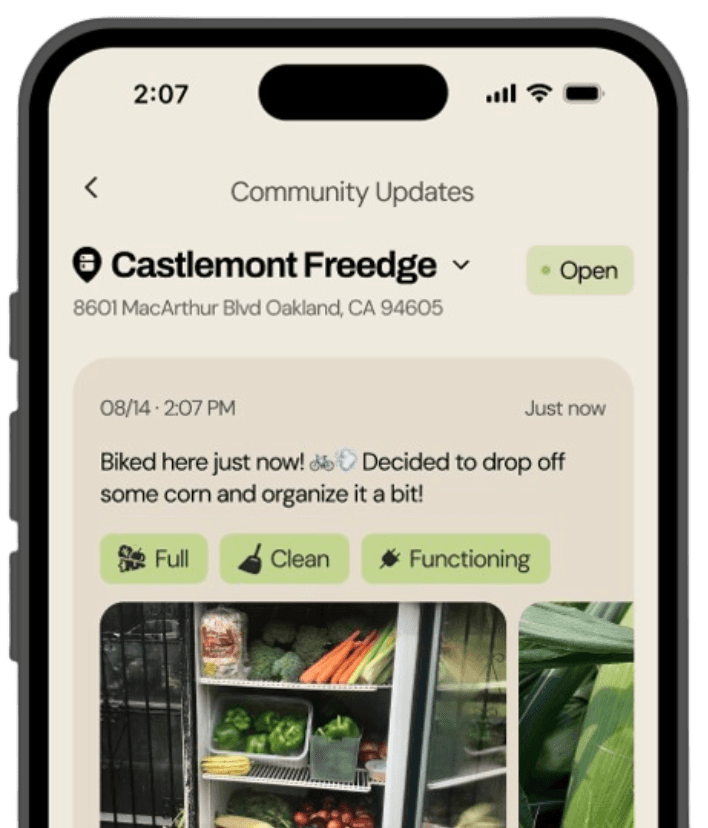 2:07
Community Updates
Castlemont Freedge
Open
8601 MacArthur Blvd Oakland, CA 94605
08/14 · 2:07 PM
Just now
Biked here just now! 🚲💨 Decided to drop off
some corn and organize it a bit!
Full
Clean
Functioning